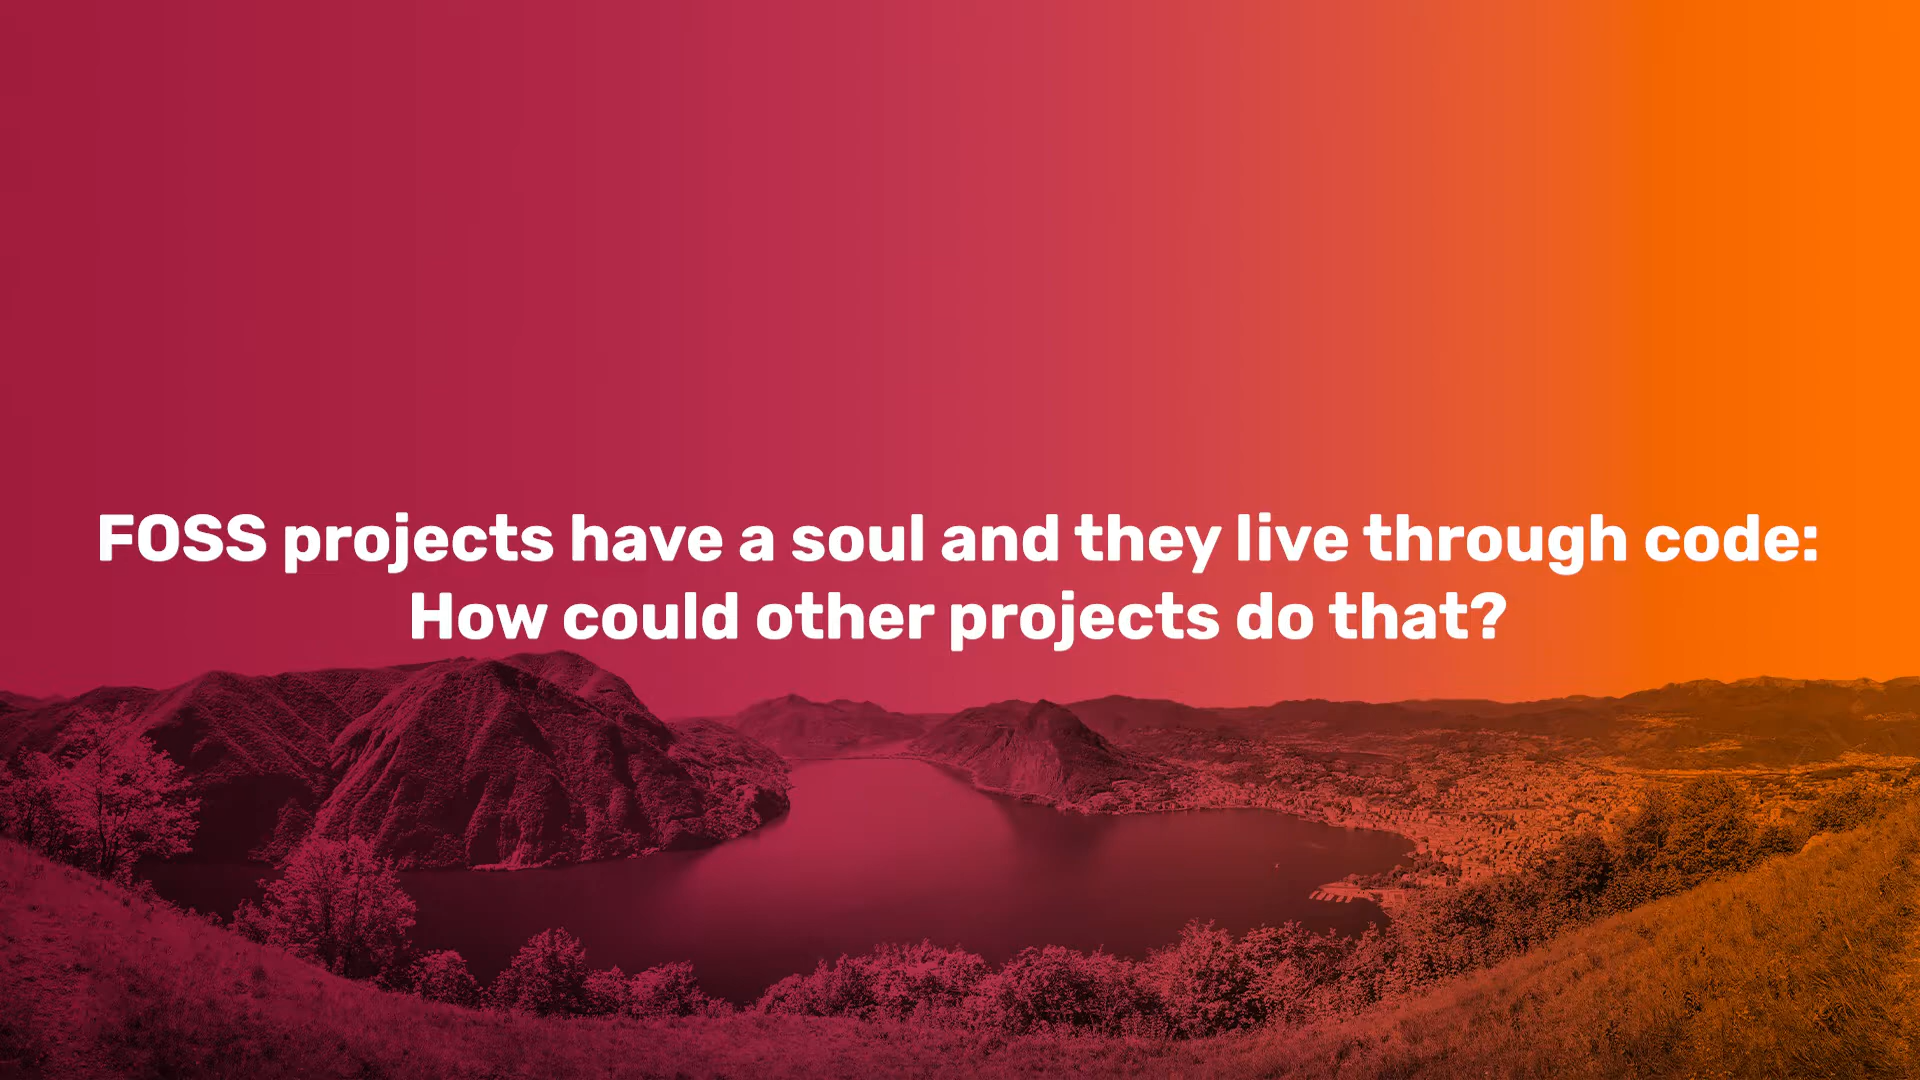 FOSS projects have a soul and they live through code:
How could other projects do that?